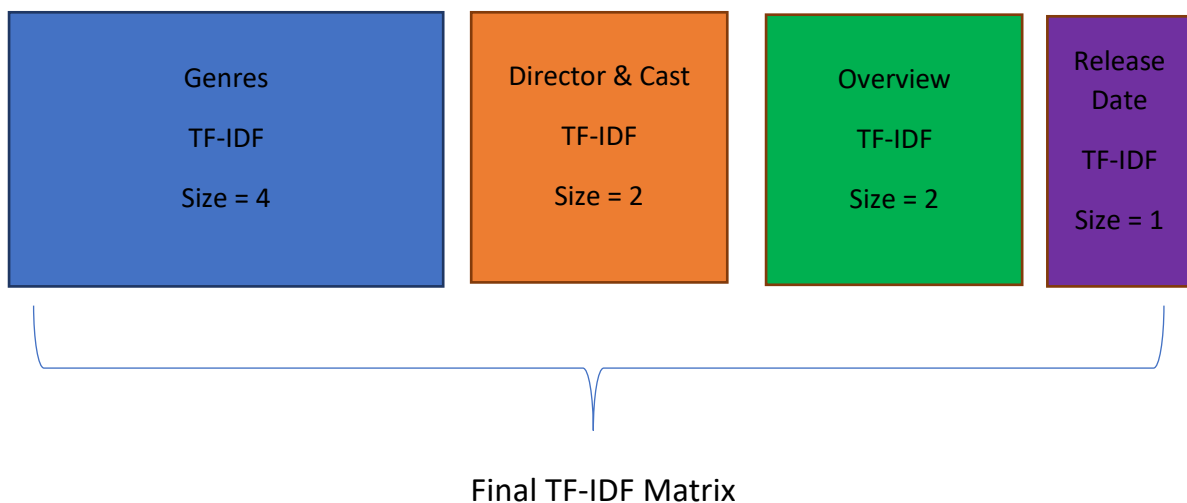 Genres
TF-IDF
Size = 4
Director & Cast
TF-IDF
Size = 2
Overview
TF-IDF
Size = 2
Release
Date
TF-IDF
Size = 1
Final TF-IDF Matrix